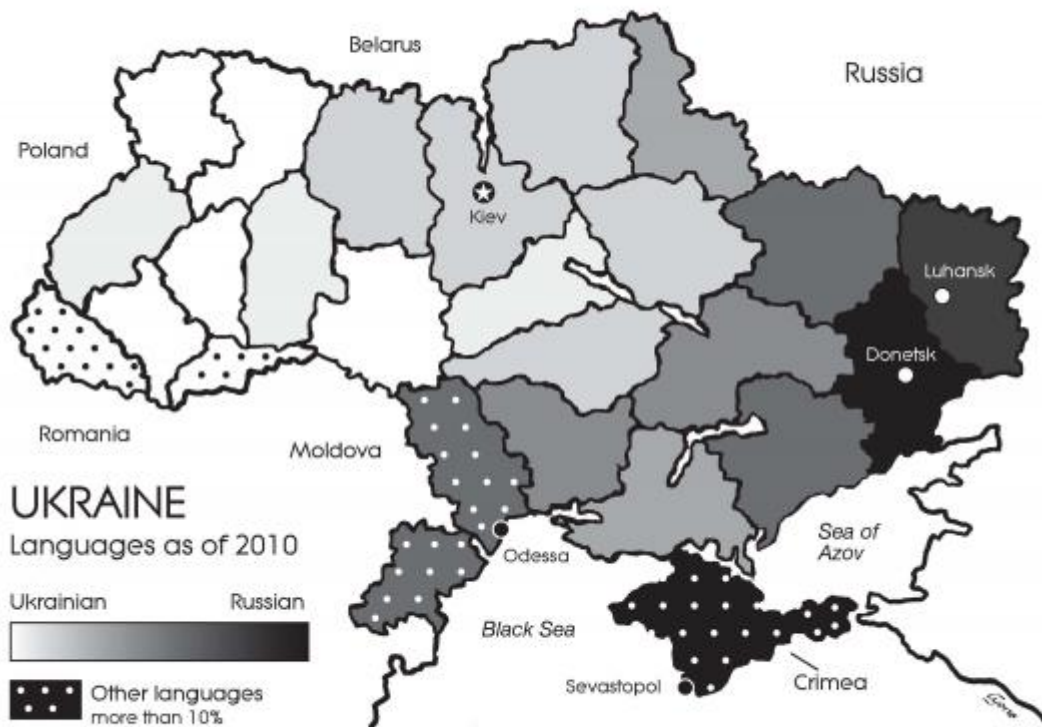 Belarus
Russia
Poland
Kiev
Luhansk
Donetsk
Romania
Moldova
UKRAINE
Languages as of 2010
Odessa
Sea of
Azov
Ukrainian
Russian
Black Sea
Other languages
more than 10%
Sevastopol
Crimea